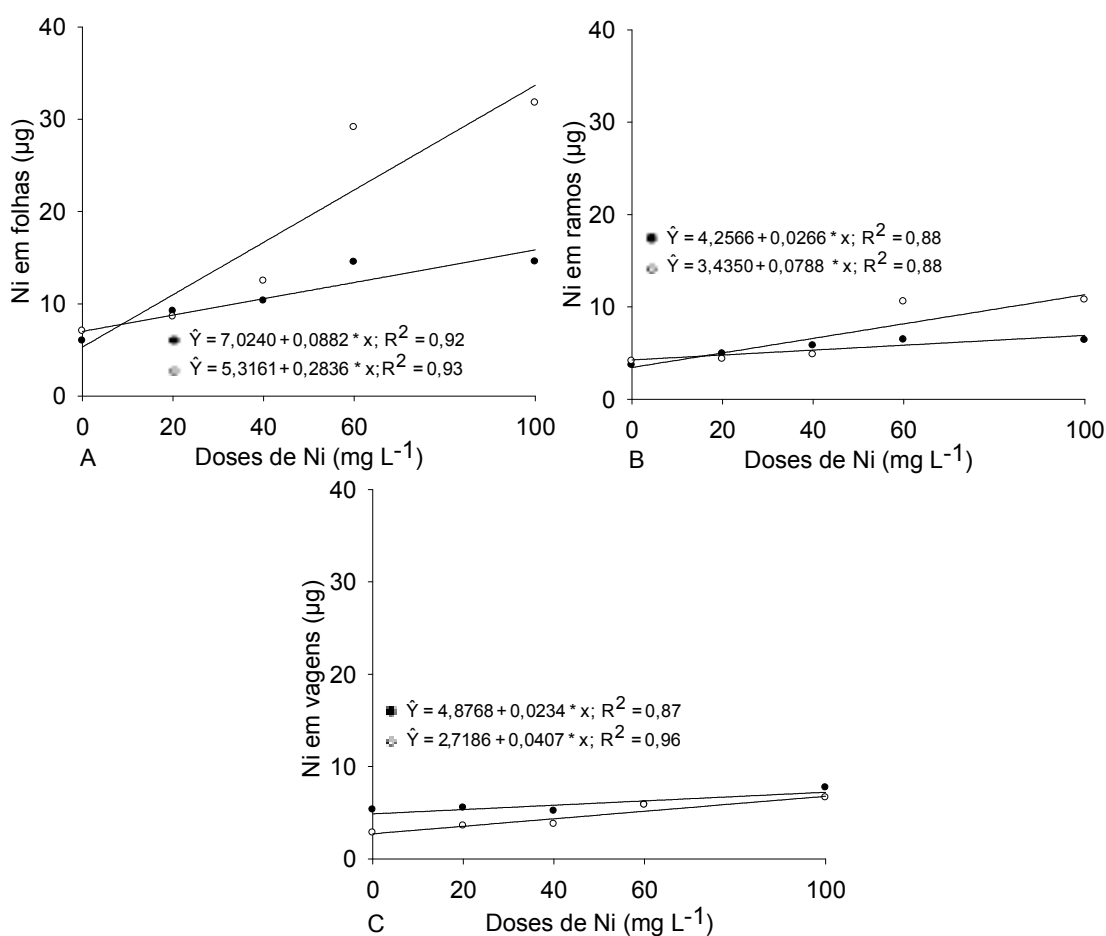 Ni em folhas (µg)
40
30
20
10
0
Ŷ = 7,0240 + 0,0882 * x; R² = 0,92
Ŷ = 5,3161 + 0,2836 * x; R² = 0,93
0 20 40 60 100
A Doses de Ni (mg L⁻¹)
Ni em ramos (µg)
40
30
20
10
0
Ŷ = 4,2566 + 0,0266 * x; R² = 0,88
Ŷ = 3,4350 + 0,0788 * x; R² = 0,88
0 20 40 60 100
B Doses de Ni (mg L⁻¹)
Ni em vagens (µg)
40
30
20
10
0
Ŷ = 4,8768 + 0,0234 * x; R² = 0,87
Ŷ = 2,7186 + 0,0407 * x; R² = 0,96
0 20 40 60 100
C Doses de Ni (mg L⁻¹)